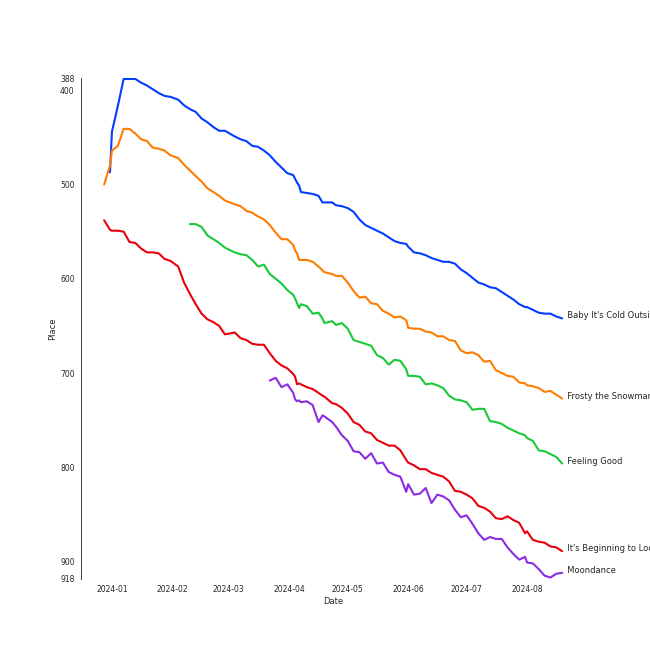 388
400
500
600
700
800
900
918
Place
2024-01
2024-02
2024-03
2024-04
2024-05
2024-06
2024-07
2024-08
Date
Baby It's Cold Outsi
Frosty the Snowmar
Feeling Good
It's Beginning to Lo
Moondance